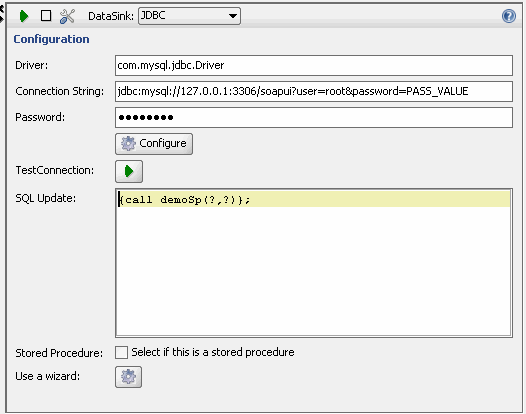 DataSink: JDBC
Configuration
Driver: com.mysql.jdbc.Driver
Connection String: jdbc:mysql://127.0.0.1:3306/soapui?user=root&password=PASS_VALUE
Password: ●●●●●●●●
Configure
TestConnection:
SQL Update: {call demoSp(?,?)};
Stored Procedure: Select if this is a stored procedure
Use a wizard: